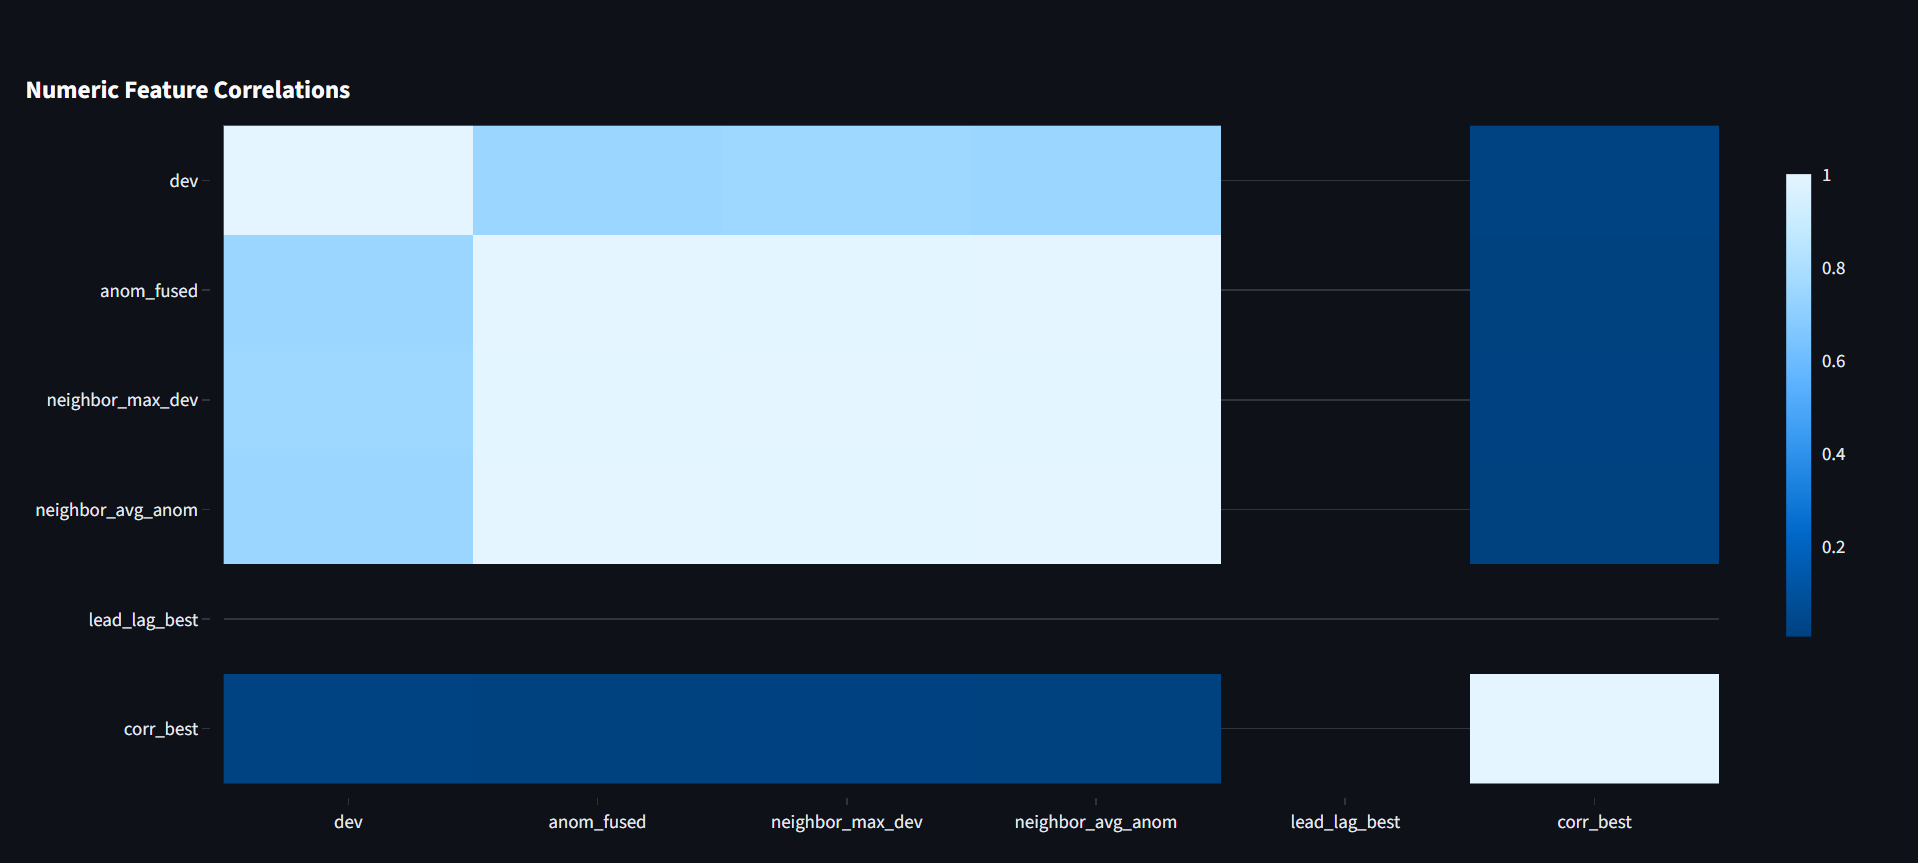 Numeric Feature Correlations
dev
anom_fused
neighbor_max_dev
neighbor_avg_anom
lead_lag_best
corr_best
dev
anom_fused
neighbor_max_dev
neighbor_avg_anom
lead_lag_best
corr_best
1
0.8
0.6
0.4
0.2